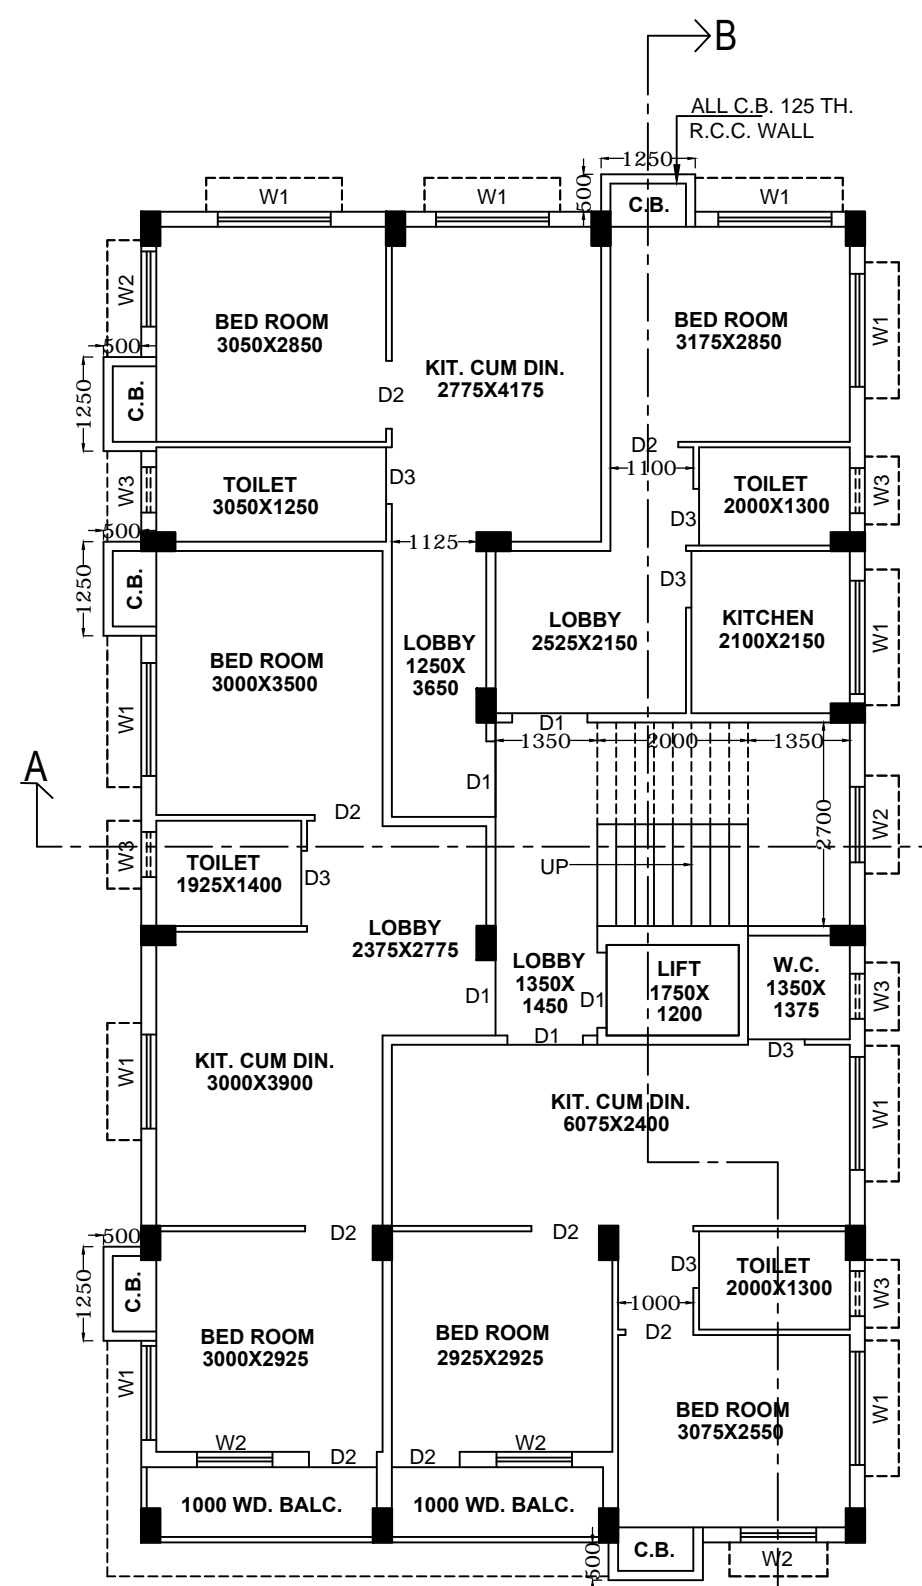 B
ALL C.B. 125 TH.
R.C.C. WALL
1250
500
C.B.
W1
W1
W1
W2
BED ROOM
3050X2850
BED ROOM
3175X2850
W1
500
1250
C.B.
KIT. CUM DIN.
2775X4175
D2
D2
1100
W3
TOILET
3050X1250
D3
TOILET
2000X1300
W3
D3
500
1125
1250
C.B.
D3
BED ROOM
3000X3500
LOBBY
1250X
3650
LOBBY
2525X2150
KITCHEN
2100X2150
W1
W1
D1
1350
2000
1350
A
D1
D2
2700
W2
W3
TOILET
1925X1400
D3
UP
LOBBY
2375X2775
LOBBY
1350X
1450
D1
D1
D1
LIFT
1750X
1200
W.C.
1350X
1375
W3
D3
W1
KIT. CUM DIN.
3000X3900
KIT. CUM DIN.
6075X2400
W1
500
D2
D2
1250
C.B.
D3
TOILET
2000X1300
W3
1000
D2
BED ROOM
3000X2925
BED ROOM
2925X2925
W1
BED ROOM
3075X2550
W1
W2
D2
D2
W2
1000 WD. BALC.
1000 WD. BALC.
500
C.B.
W2